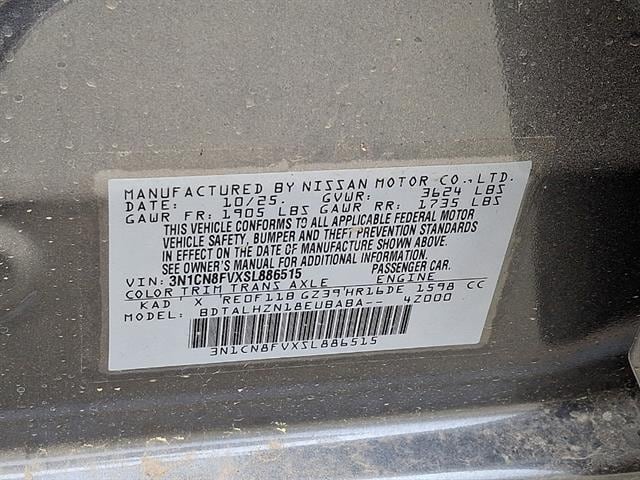 MANUFACTURED BY NISSAN MOTOR CO.,LTD.
DATE: 10/25. GVWR: 3624 LBS
GAWR FR: 1905 LBS GAWR RR: 1735 LBS
THIS VEHICLE CONFORMS TO ALL APPLICABLE FEDERAL MOTOR
VEHICLE SAFETY, BUMPER AND THEFT PREVENTION STANDARDS
IN EFFECT ON THE DATE OF MANUFACTURE SHOWN ABOVE.
SEE OWNER'S MANUAL FOR ADDITIONAL INFORMATION.
VIN: 3N1CN8FVXSL886515 PASSENGER CAR.
COLOR TRIM TRANS AXLE ENGINE
KAD X RE0F11B GZ39 HR16DE 1598 CC
BDTALHZN18EUBABA-- 4Z000
3N1CN8FVXSL886515